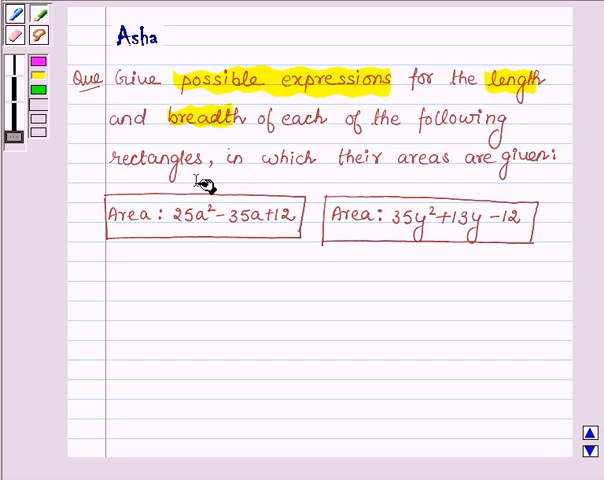 Asha
Que Give possible expressions for the length
and breadth of each of the following
rectangles, in which their areas are given:
Area : 25a² - 35a + 12 Area : 35y² + 13y - 12